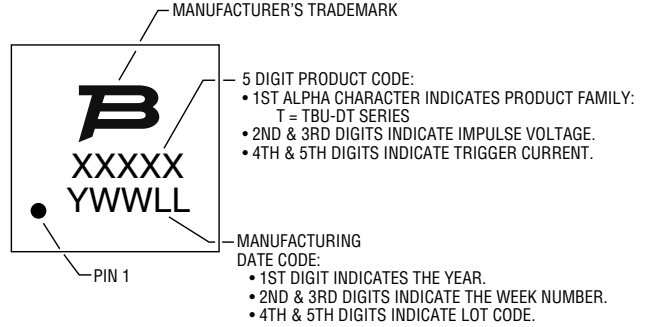 MANUFACTURER'S TRADEMARK
5 DIGIT PRODUCT CODE:
• 1ST ALPHA CHARACTER INDICATES PRODUCT FAMILY:
T = TBU-DT SERIES
• 2ND & 3RD DIGITS INDICATE IMPULSE VOLTAGE.
• 4TH & 5TH DIGITS INDICATE TRIGGER CURRENT.
XXXXX
YWWLL
MANUFACTURING
DATE CODE:
• 1ST DIGIT INDICATES THE YEAR.
• 2ND & 3RD DIGITS INDICATE THE WEEK NUMBER.
• 4TH & 5TH DIGITS INDICATE LOT CODE.
PIN 1